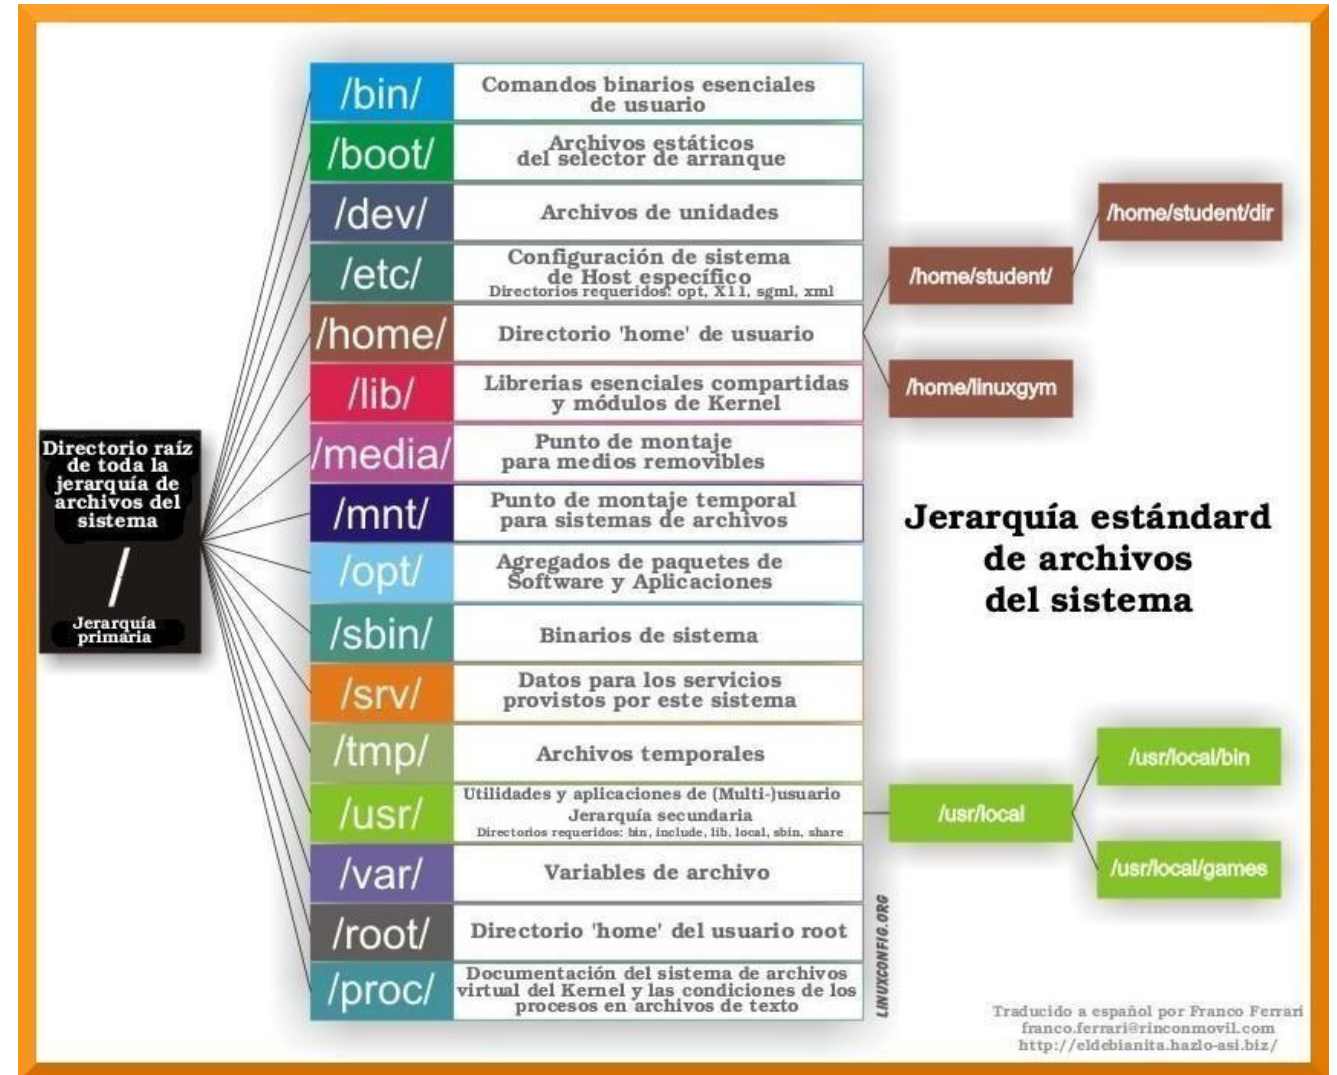 Directorio raíz
de toda la
jerarquía de
archivos del
sistema
/
Jerarquía
primaria
/bin/
Comandos binarios esenciales
de usuario
/boot/
Archivos estáticos
del selector de arranque
/dev/
Archivos de unidades
/etc/
Configuración de sistema
de Host específico
Directorios requeridos: opt, X11, sgml, xml
/home/
Directorio 'home' de usuario
/home/student/
/home/student/dir
/home/linuxgym
/lib/
Librerias esenciales compartidas
y módulos de Kernel
/media/
Punto de montaje
para medios removibles
/mnt/
Punto de montaje temporal
para sistemas de archivos
/opt/
Agregados de paquetes de
Software y Aplicaciones
/sbin/
Binarios de sistema
/srv/
Datos para los servicios
provistos por este sistema
/tmp/
Archivos temporales
/usr/
Utilidades y aplicaciones de (Multi-)usuario
Jerarquía secundaria
Directorios requeridos: bin, include, lib, local, sbin, share
/usr/local
/usr/local/bin
/usr/local/games
/var/
Variables de archivo
/root/
Directorio 'home' del usuario root
/proc/
Documentación del sistema de archivos
virtual del Kernel y las condiciones de los
procesos en archivos de texto
Jerarquía estándard
de archivos
del sistema
LINUXCONFIG.ORG
Traducido a español por Franco Ferrari
franco.ferrari@rinconmovil.com
http://eldebianita.hazlo-asi.biz/